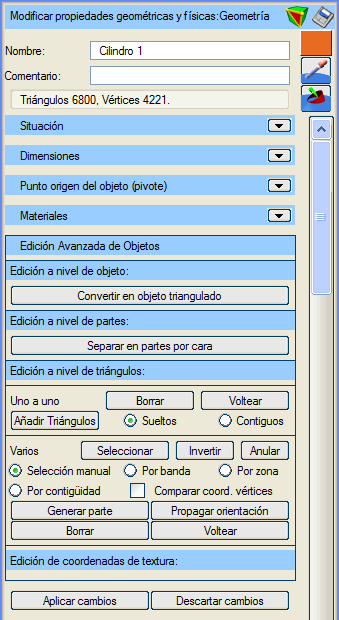 Modificar propiedades geométricas y físicas:Geometría
Nombre: Cilindro 1
Comentario:
Triángulos 6800, Vértices 4221.
Situación
Dimensiones
Punto origen del objeto (pivote)
Materiales
Edición Avanzada de Objetos
Edición a nivel de objeto:
Convertir en objeto triangulado
Edición a nivel de partes:
Separar en partes por cara
Edición a nivel de triángulos:
Uno a uno Borrar Voltear
Añadir Triángulos Sueltos Contiguos
Varios Seleccionar Invertir Anular
Selección manual Por banda Por zona
Por contigüidad Comparar coord. vértices
Generar parte Propagar orientación
Borrar Voltear
Edición de coordenadas de textura:
Aplicar cambios Descartar cambios